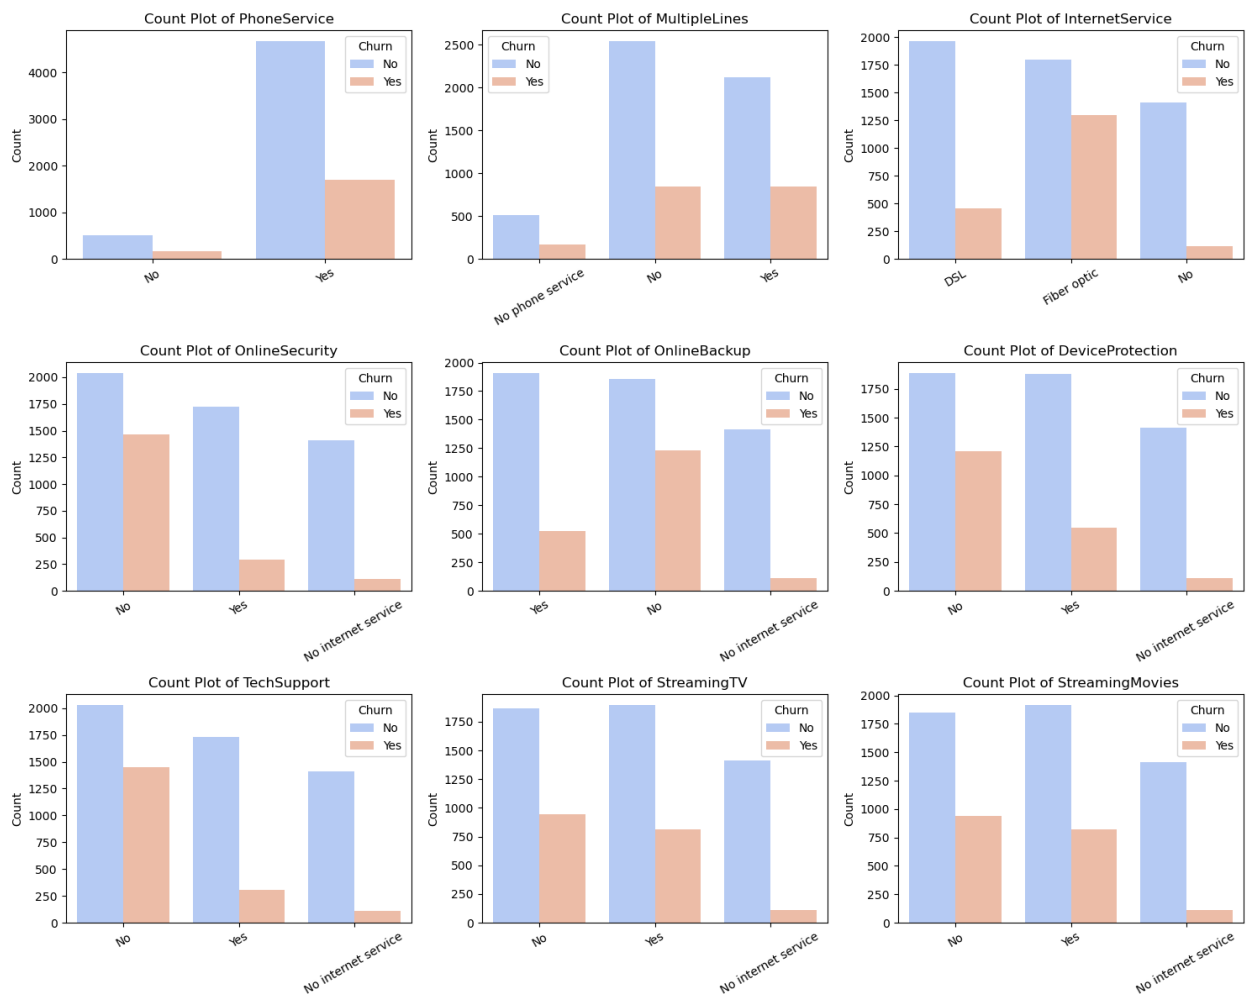 Count Plot of PhoneService
Count
4000
3000
2000
1000
0
Churn
No
Yes
No
Yes
Count Plot of MultipleLines
Count
2500
2000
1500
1000
500
0
Churn
No
Yes
No phone service
No
Yes
Count Plot of InternetService
Count
2000
1750
1500
1250
1000
750
500
250
0
Churn
No
Yes
DSL
Fiber optic
No
Count Plot of OnlineSecurity
Count
2000
1750
1500
1250
1000
750
500
250
0
Churn
No
Yes
No
Yes
No internet service
Count Plot of OnlineBackup
Count
2000
1750
1500
1250
1000
750
500
250
0
Churn
No
Yes
Yes
No
No internet service
Count Plot of DeviceProtection
Count
1750
1500
1250
1000
750
500
250
0
Churn
No
Yes
No
Yes
No internet service
Count Plot of TechSupport
Count
2000
1750
1500
1250
1000
750
500
250
0
Churn
No
Yes
No
Yes
No internet service
Count Plot of StreamingTV
Count
1750
1500
1250
1000
750
500
250
0
Churn
No
Yes
No
Yes
No internet service
Count Plot of StreamingMovies
Count
2000
1750
1500
1250
1000
750
500
250
0
Churn
No
Yes
No
Yes
No internet service